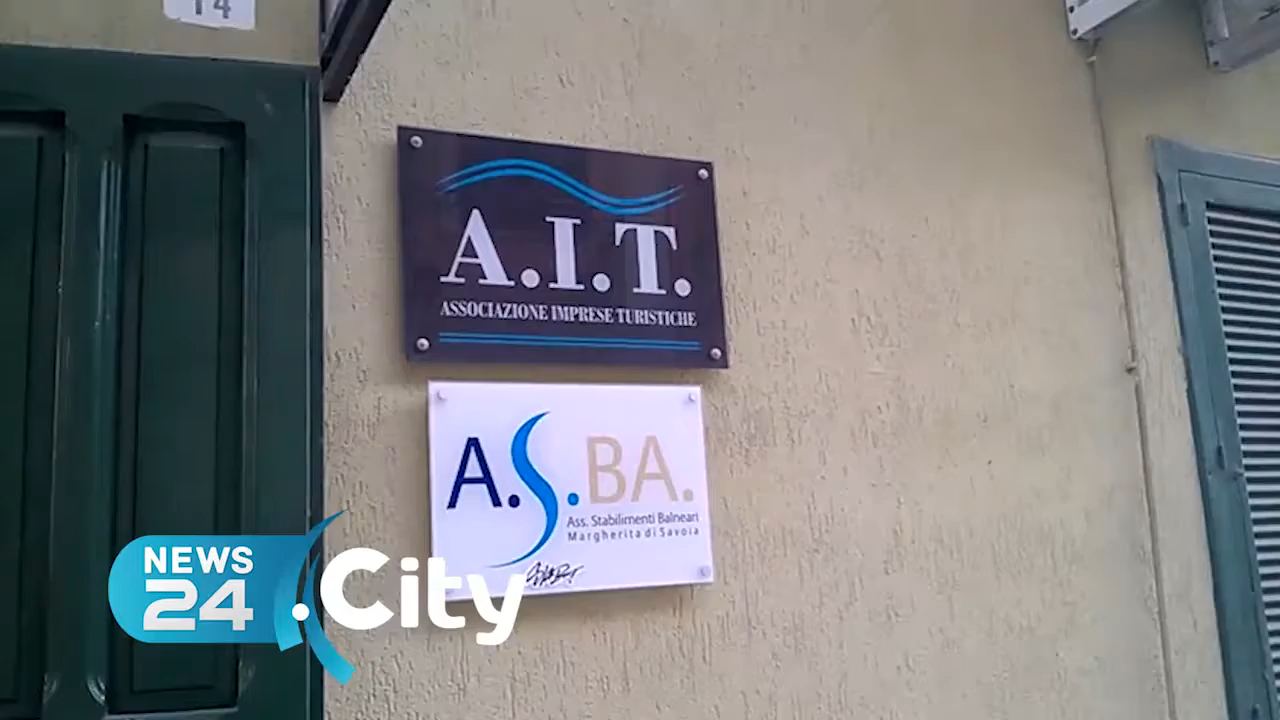 14
A.I.T.
ASSOCIAZIONE IMPRESE TURISTICHE
A.S.BA.
Ass. Stabilimenti Balneari
Margherita di Savoia
NEWS
24
.City